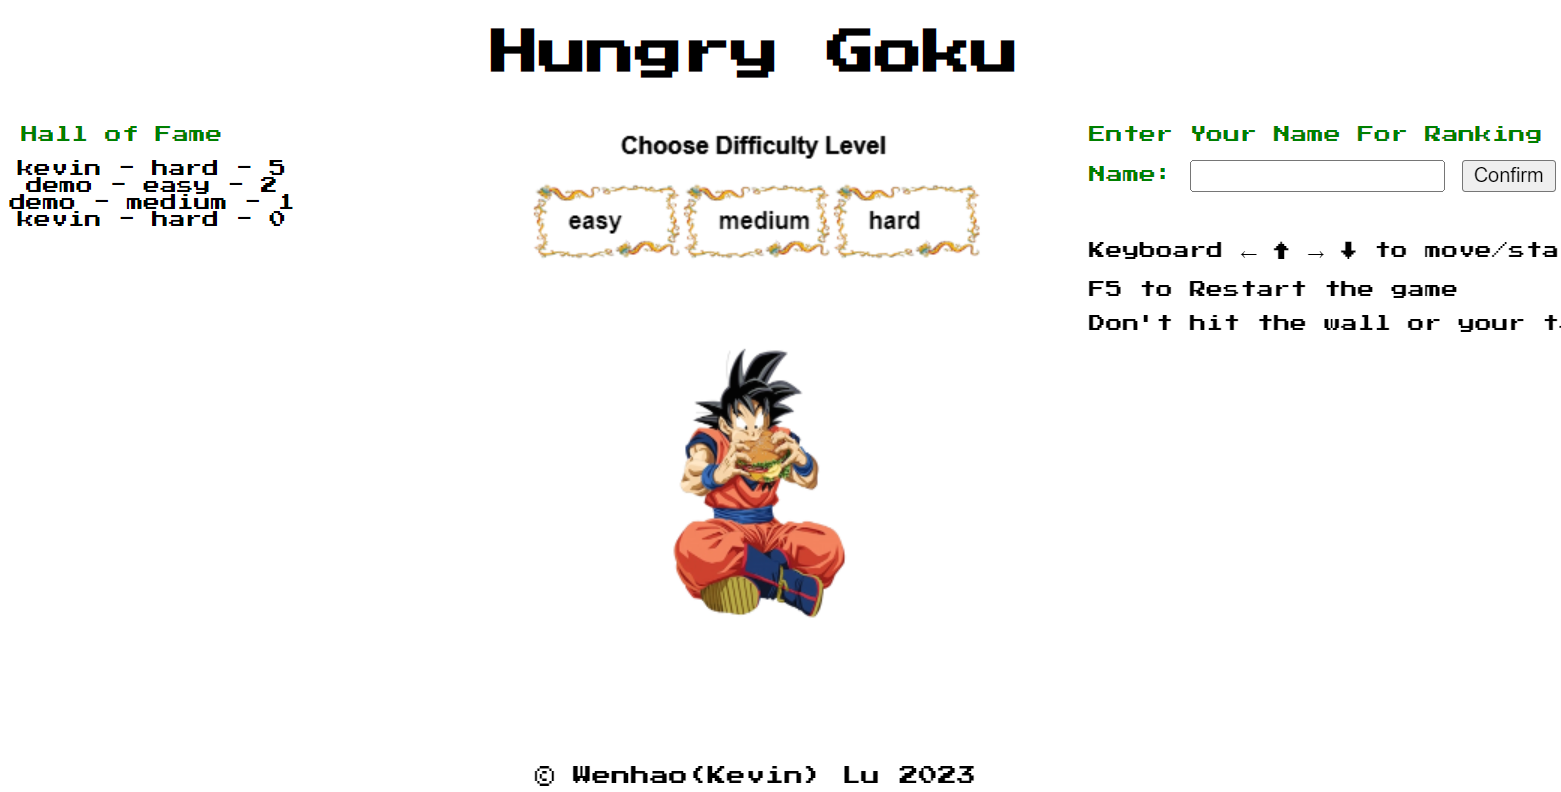 Hungry Goku
Hall of Fame
kevin - hard - 5
demo - easy - 2
demo - medium - 1
kevin - hard - 0
Choose Difficulty Level
easy
medium
hard
Enter Your Name For Ranking
Name:
Confirm
Keyboard ← ⬆ → ⬇ to move/sta
F5 to Restart the game
Don't hit the wall or your
© Wenhao(Kevin) Lu 2023